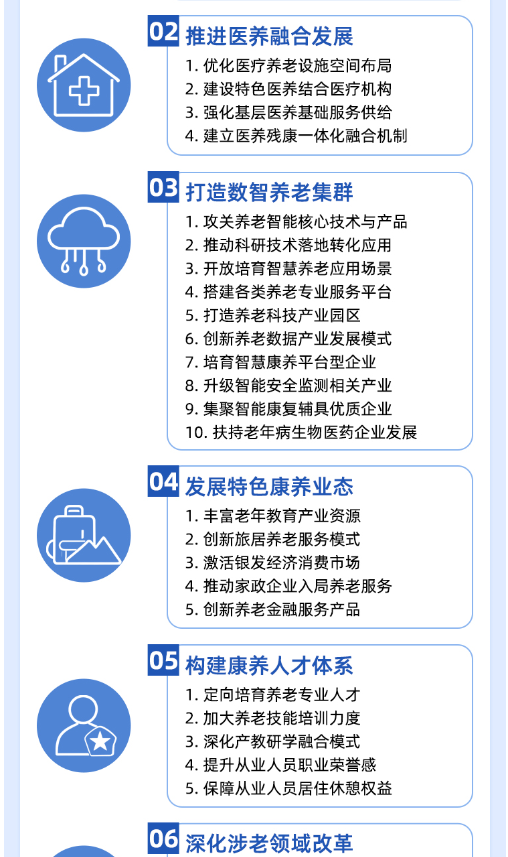 02 推进医养融合发展
1. 优化医疗养老设施空间布局
2. 建设特色医养结合医疗机构
3. 强化基层医养基础服务供给
4. 建立医养残康一体化融合机制
03 打造数智养老集群
1. 攻关养老智能核心技术与产品
2. 推动科研技术落地转化应用
3. 开放培育智慧养老应用场景
4. 搭建各类养老专业服务平台
5. 打造养老科技产业园区
6. 创新养老数据产业发展模式
7. 培育智慧康养平台型企业
8. 升级智能安全监测相关产业
9. 集聚智能康复辅具优质企业
10. 扶持老年病生物医药企业发展
04 发展特色康养业态
1. 丰富老年教育产业资源
2. 创新旅居养老服务模式
3. 激活银发经济消费市场
4. 推动家政企业入局养老服务
5. 创新养老金融服务产品
05 构建康养人才体系
1. 定向培育养老专业人才
2. 加大养老技能培训力度
3. 深化产教研学融合模式
4. 提升从业人员职业荣誉感
5. 保障从业人员居住休憩权益
06 深化涉老领域改革